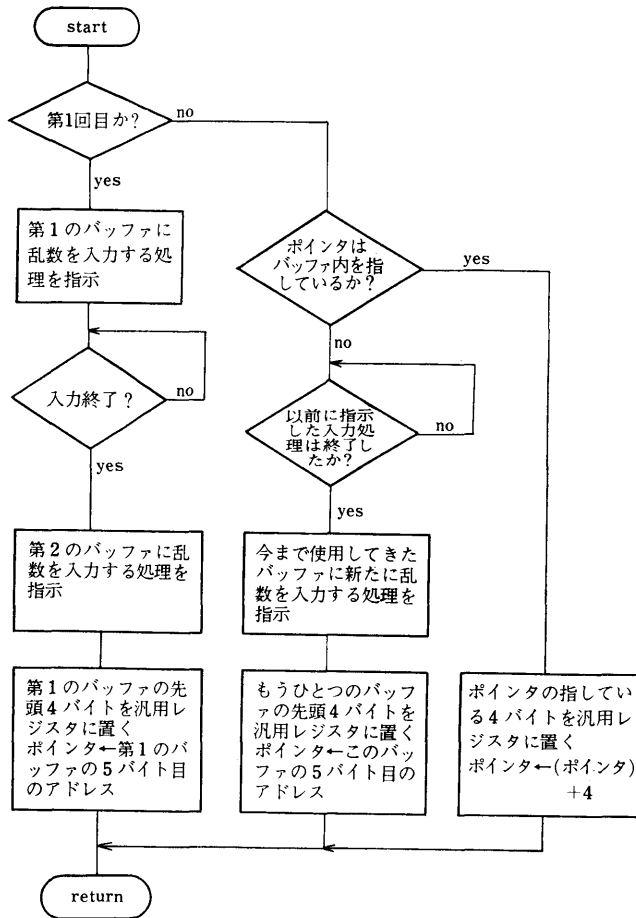 start
第1回目か?
no
yes
第1のバッファに
乱数を入力する処
理を指示
ポインタは
バッファ内を指
しているか?
yes
no
入力終了?
no
yes
以前に指示
した入力処
理は終了し
たか?
no
yes
第2のバッファに乱
数を入力する処理を
指示
今まで使用してきた
バッファに新たに乱
数を入力する処理を
指示
第1のバッファの先
頭4バイトを汎用レ
ジスタに置く
ポインタ←第1のバ
ッファの5バイト目
のアドレス
もうひとつのバッフ
ァの先頭4バイトを
汎用レジスタに置く
ポインタ←このバッ
ファの5バイト目の
アドレス
ポインタの指してい
る4バイトを汎用レ
ジスタに置く
ポインタ←(ポインタ)
+4
return